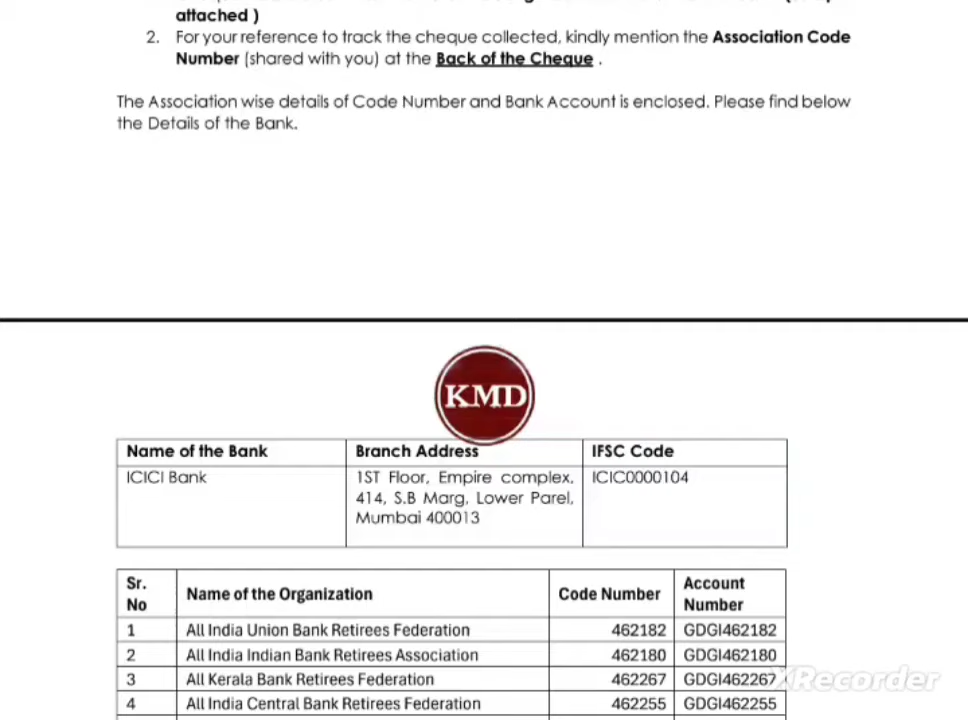 attached )
2. For your reference to track the cheque collected, kindly mention the Association Code
Number (shared with you) at the Back of the Cheque .
The Association wise details of Code Number and Bank Account is enclosed. Please find below
the Details of the Bank.
KMD
Name of the Bank Branch Address IFSC Code
ICICI Bank 1ST Floor, Empire complex, ICIC0000104
414, S.B Marg, Lower Parel,
Mumbai 400013
Sr. No Name of the Organization Code Number Account Number
1 All India Union Bank Retirees Federation 462182 GDGI462182
2 All India Indian Bank Retirees Association 462180 GDGI462180
3 All Kerala Bank Retirees Federation 462267 GDGI462267
4 All India Central Bank Retirees Federation 462255 GDGI462255
XRecorder